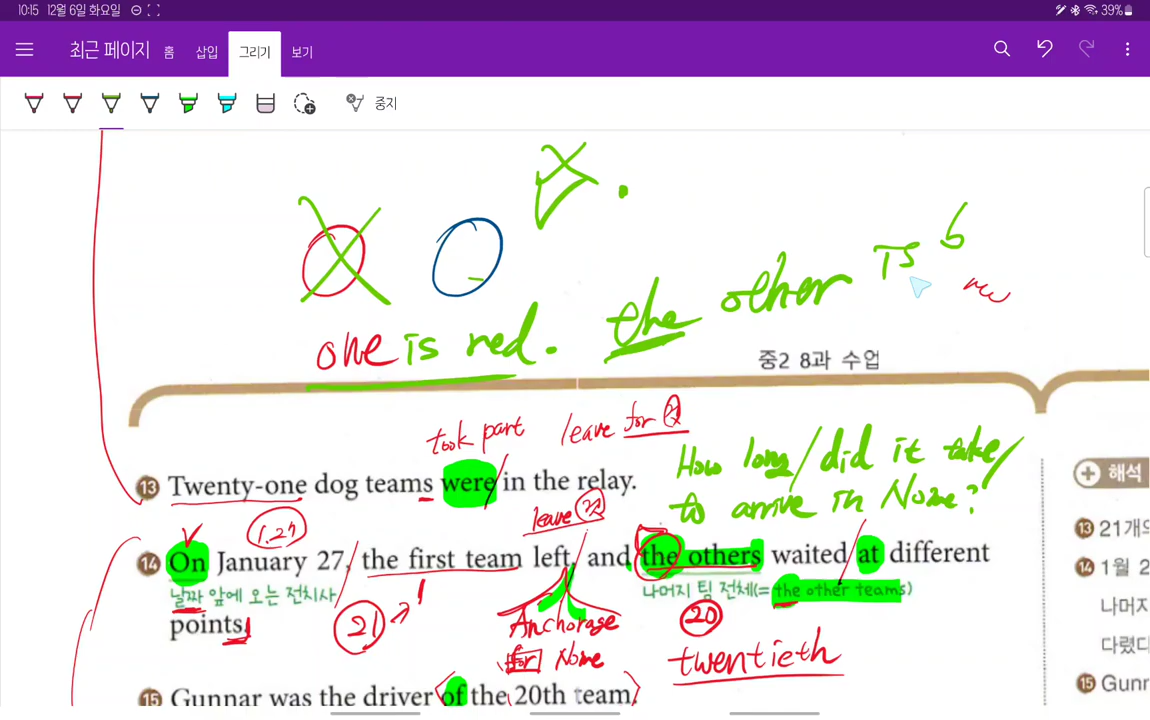 10:15 12월 6일 화요일 39%
최근 페이지 홈 삽입 그리기 보기
중지
one is red. the other is b
중2 8과 수업
took part leave for
How long/did it take/
⑬ Twenty-one dog teams were/in the relay.
to arrive in Nome?
1.27 leave
⑭ On January 27, the first team left, and the others waited/at different
날짜 앞에 오는 전치사 나머지 팀 전체(= the other teams)
points.
21 1 Anchorage 20
for Nome twentieth
⑮ Gunnar was the driver of the 20th team.
해석
⑬ 21개의
⑭ 1월 2
나머지
다렸다
⑮ Gunn